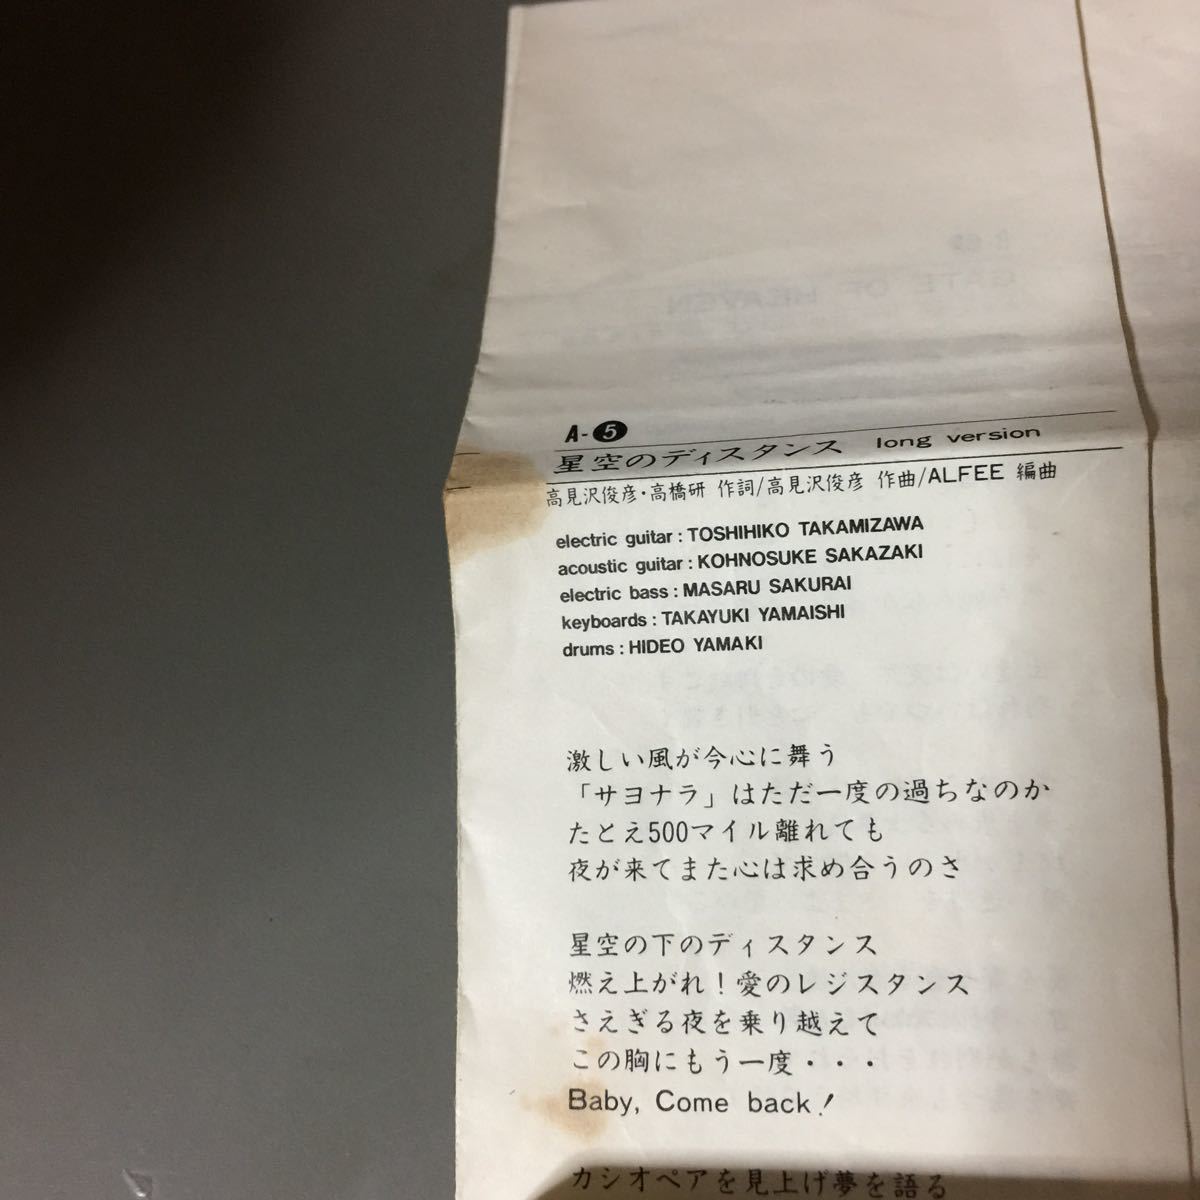 A-5
星空のディスタンス long version
高見沢俊彦・高橋研 作詞/高見沢俊彦 作曲/ALFEE 編曲
electric guitar : TOSHIHIKO TAKAMIZAWA
acoustic guitar : KOHNOSUKE SAKAZAKI
electric bass : MASARU SAKURAI
keyboards : TAKAYUKI YAMAISHI
drums : HIDEO YAMAKI
激しい風が今心に舞う
「サヨナラ」はただ一度の過ちなのか
たとえ500マイル離れても
夜が来てまた心は求め合うのさ
星空の下のディスタンス
燃え上がれ！愛のレジスタンス
さえぎる夜を乗り越えて
この胸にもう一度・・・
Baby, Come back！
カシオペアを見上げ夢を語る
GATE OF HEAVEN